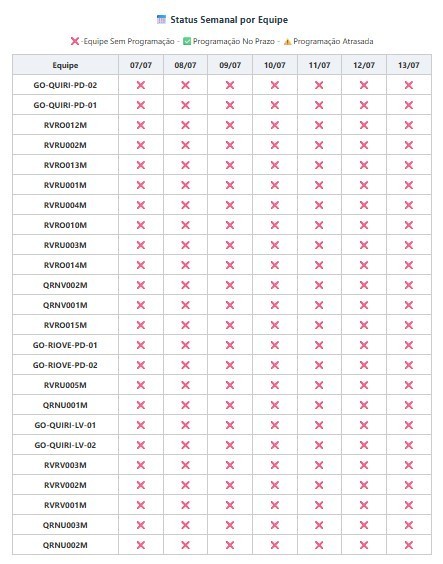 📅 Status Semanal por Equipe
❌ -Equipe Sem Programação - ✅ Programação No Prazo - ⚠️ Programação Atrasada
Equipe 07/07 08/07 09/07 10/07 11/07 12/07 13/07
GO-QUIRI-PD-02 ❌ ❌ ❌ ❌ ❌ ❌ ❌
GO-QUIRI-PD-01 ❌ ❌ ❌ ❌ ❌ ❌ ❌
RVRO012M ❌ ❌ ❌ ❌ ❌ ❌ ❌
RVRU002M ❌ ❌ ❌ ❌ ❌ ❌ ❌
RVRO013M ❌ ❌ ❌ ❌ ❌ ❌ ❌
RVRU001M ❌ ❌ ❌ ❌ ❌ ❌ ❌
RVRU004M ❌ ❌ ❌ ❌ ❌ ❌ ❌
RVRO010M ❌ ❌ ❌ ❌ ❌ ❌ ❌
RVRU003M ❌ ❌ ❌ ❌ ❌ ❌ ❌
RVRO014M ❌ ❌ ❌ ❌ ❌ ❌ ❌
QRNV002M ❌ ❌ ❌ ❌ ❌ ❌ ❌
QRNV001M ❌ ❌ ❌ ❌ ❌ ❌ ❌
RVRO015M ❌ ❌ ❌ ❌ ❌ ❌ ❌
GO-RIOVE-PD-01 ❌ ❌ ❌ ❌ ❌ ❌ ❌
GO-RIOVE-PD-02 ❌ ❌ ❌ ❌ ❌ ❌ ❌
RVRU005M ❌ ❌ ❌ ❌ ❌ ❌ ❌
QRNU001M ❌ ❌ ❌ ❌ ❌ ❌ ❌
GO-QUIRI-LV-01 ❌ ❌ ❌ ❌ ❌ ❌ ❌
GO-QUIRI-LV-02 ❌ ❌ ❌ ❌ ❌ ❌ ❌
RVRV003M ❌ ❌ ❌ ❌ ❌ ❌ ❌
RVRV002M ❌ ❌ ❌ ❌ ❌ ❌ ❌
RVRV001M ❌ ❌ ❌ ❌ ❌ ❌ ❌
QRNU003M ❌ ❌ ❌ ❌ ❌ ❌ ❌
QRNU002M ❌ ❌ ❌ ❌ ❌ ❌ ❌